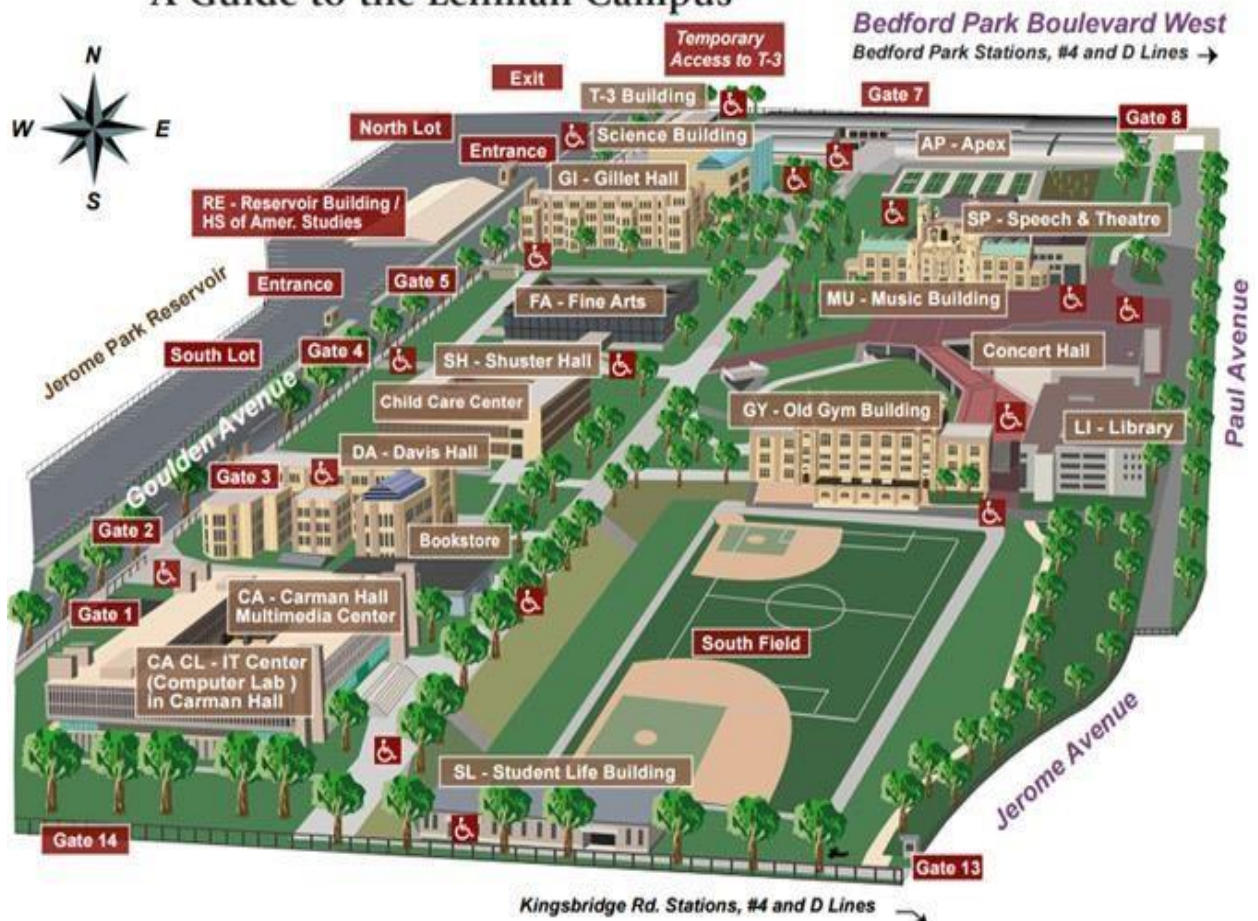 A Guide to the Lehman Campus
Bedford Park Boulevard West
Bedford Park Stations, #4 and D Lines
N
W
E
S
Temporary
Access to T-3
Exit
T-3 Building
Gate 7
Gate 8
North Lot
Science Building
Entrance
AP - Apex
GI - Gillet Hall
RE - Reservoir Building /
HS of Amer. Studies
SP - Speech & Theatre
Jerome Park Reservoir
Entrance
Gate 5
FA - Fine Arts
MU - Music Building
South Lot
Gate 4
SH - Shuster Hall
Concert Hall
Paul Avenue
Goulden Avenue
Child Care Center
GY - Old Gym Building
LI - Library
DA - Davis Hall
Gate 3
Gate 2
Bookstore
Gate 1
CA - Carman Hall
Multimedia Center
South Field
CA CL - IT Center
(Computer Lab )
in Carman Hall
Jerome Avenue
SL - Student Life Building
Gate 14
Gate 13
Kingsbridge Rd. Stations, #4 and D Lines